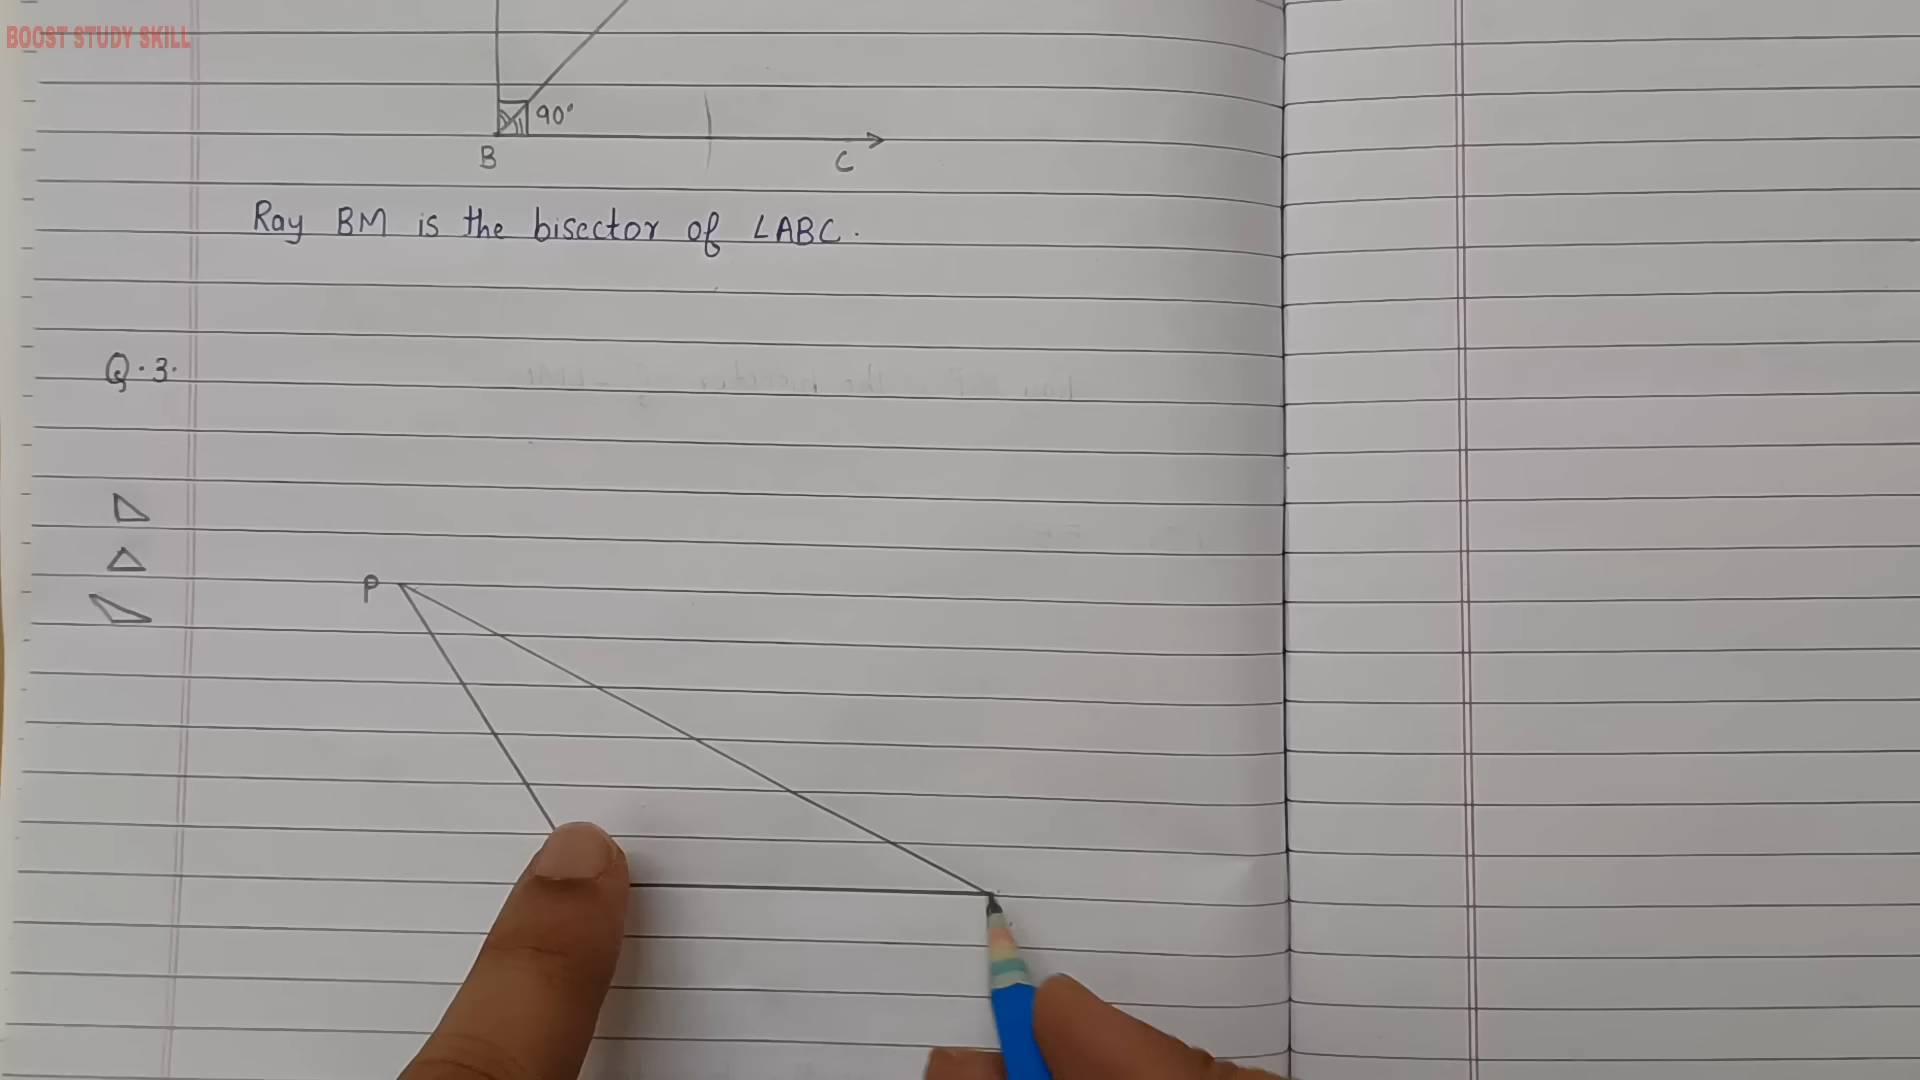 BOOST STUDY SKILL
90°
B
C
Ray BM is the bisector of ∠ABC.
Q.3.
P